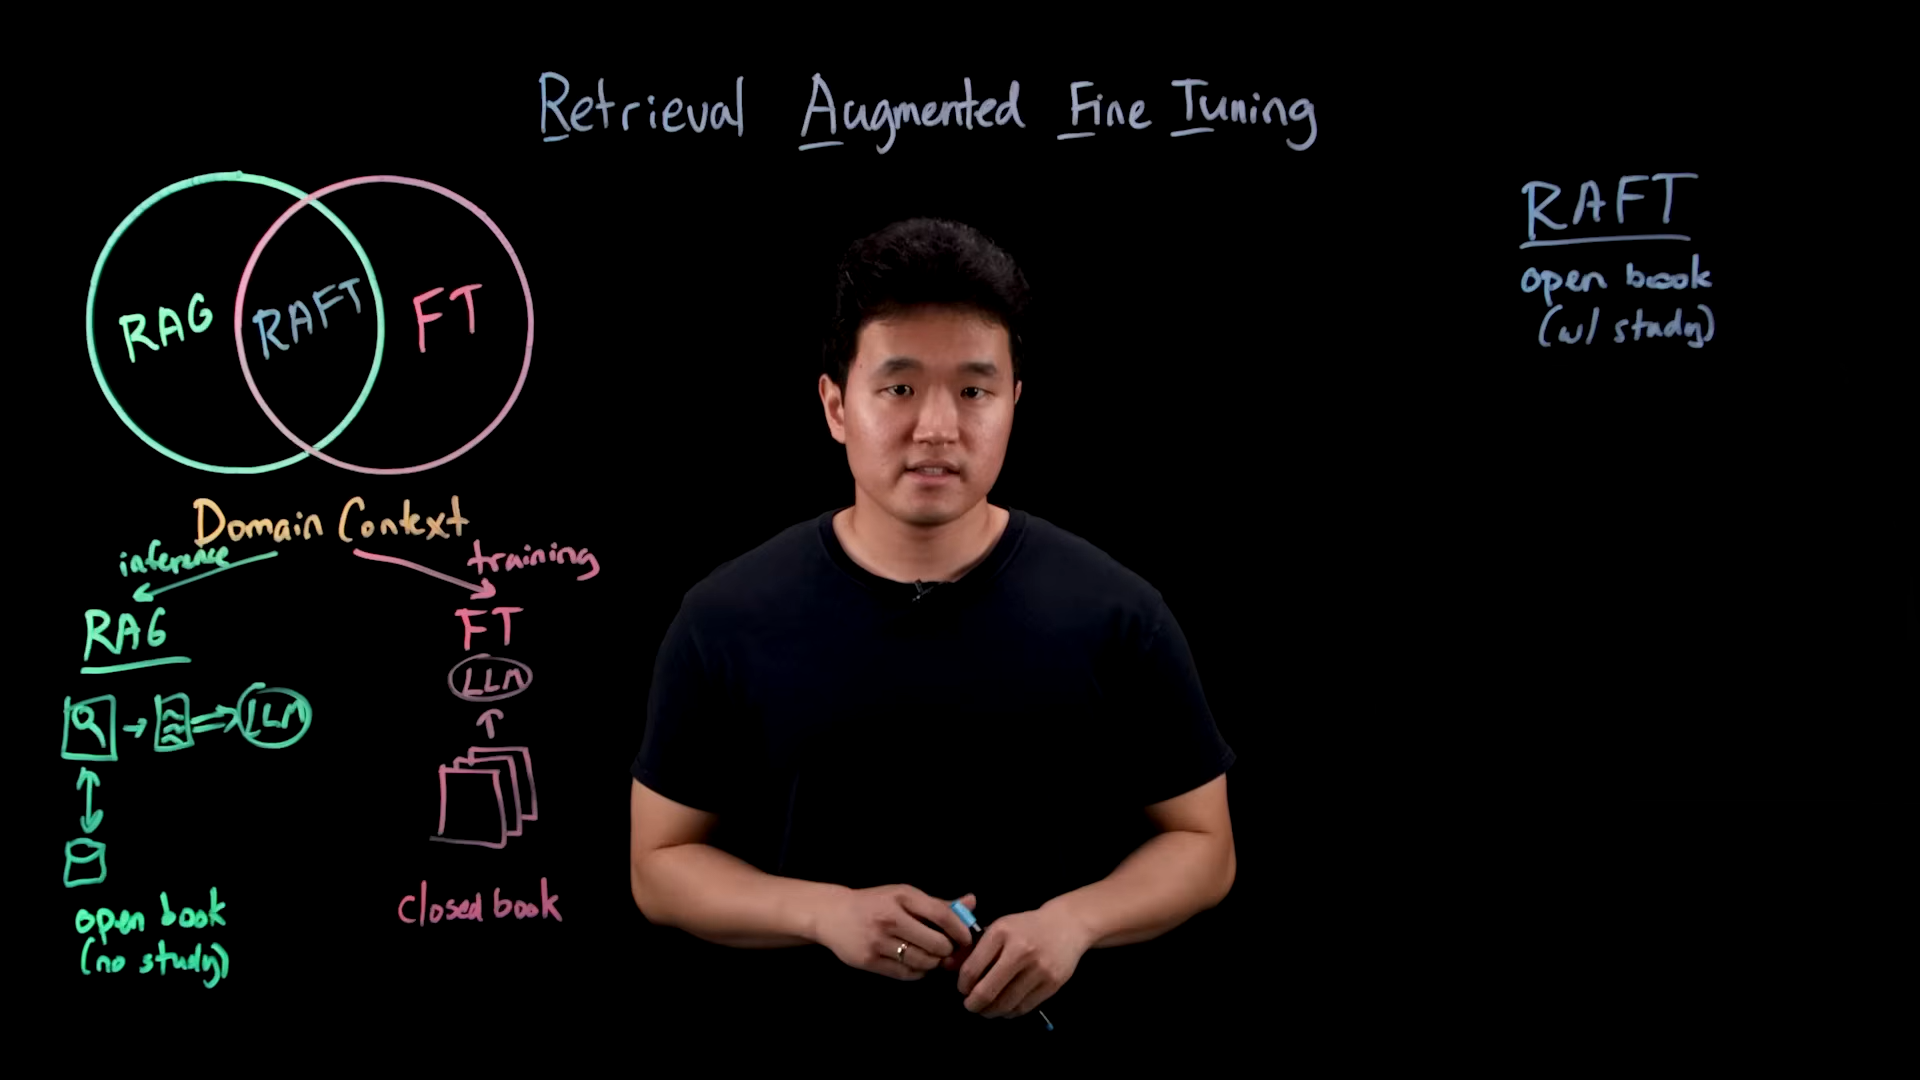 Retrieval Augmented Fine Tuning
RAG
RAFT
FT
Domain Context
inference
training
RAG
FT
LLM
LLM
open book
(no study)
closed book
RAFT
open book
(w/ study)